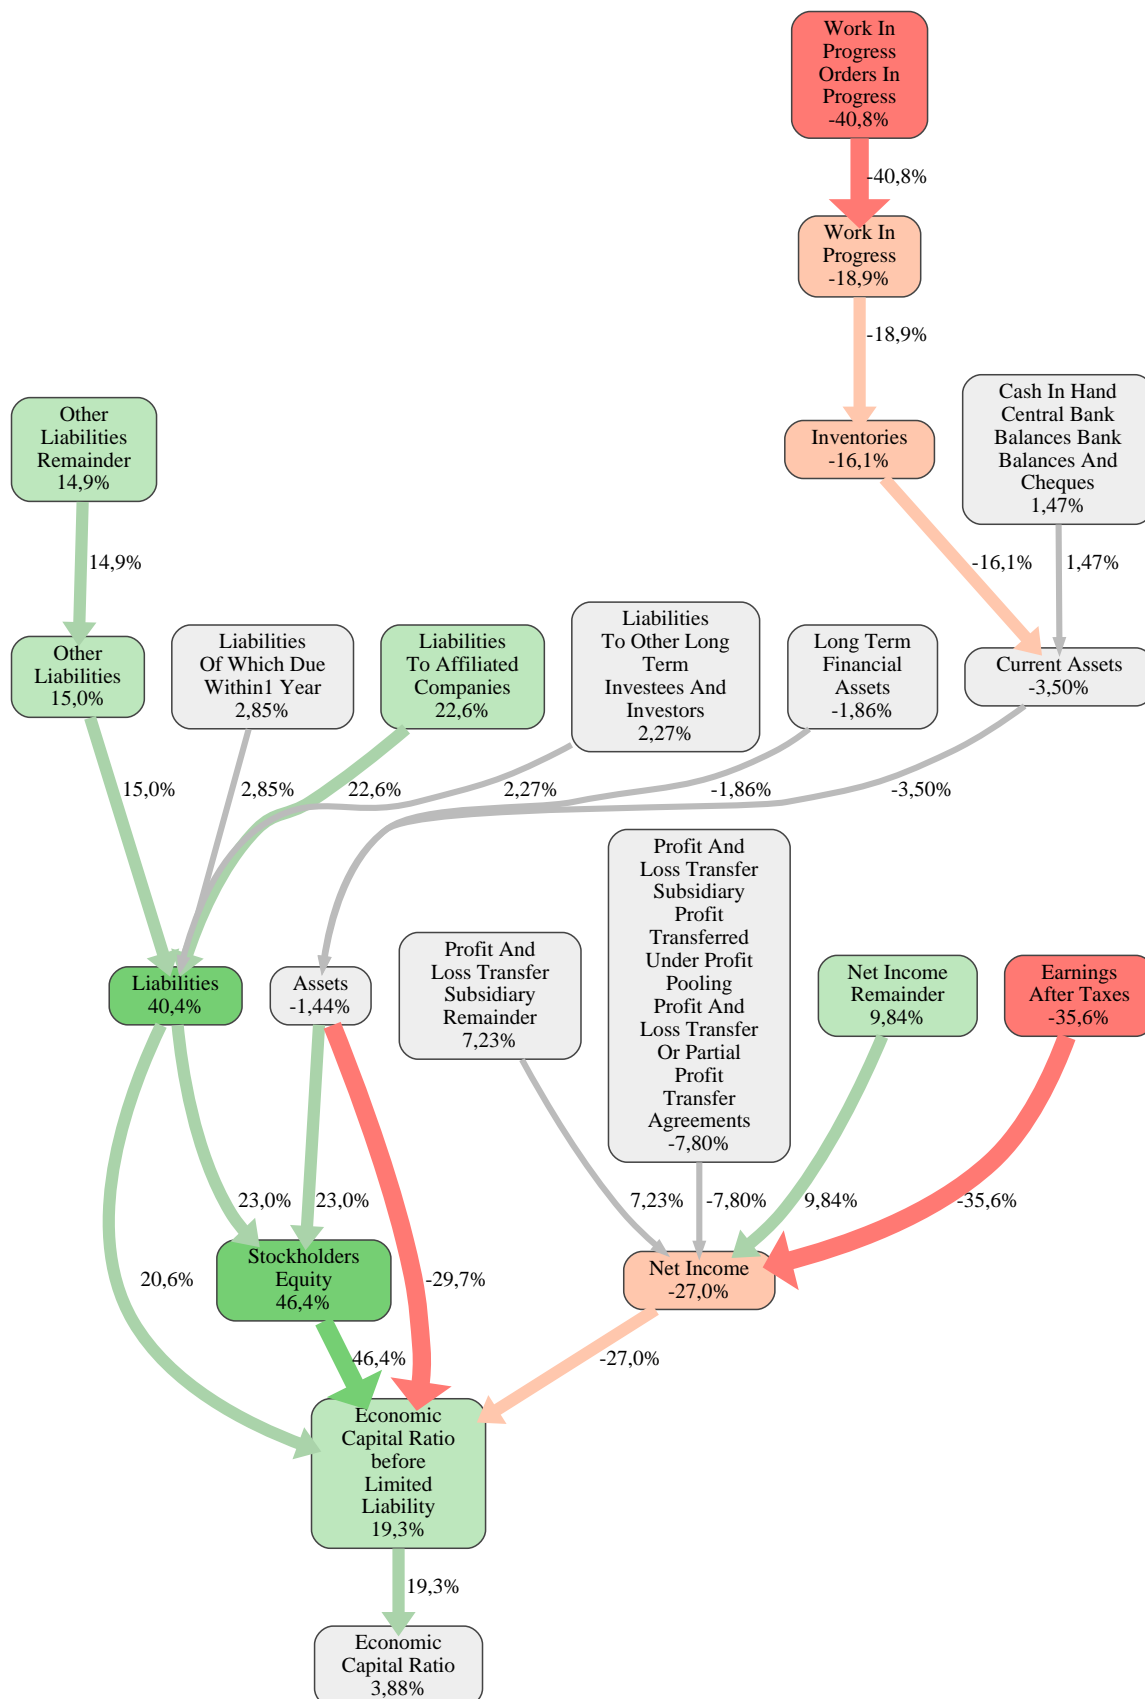 Work In
Progress
Orders In
Progress
-40,8%
-40,8%
Work In
Progress
-18,9%
-18,9%
Cash In Hand
Central Bank
Balances Bank
Balances And
Cheques
1,47%
Other
Liabilities
Remainder
14,9%
Inventories
-16,1%
14,9%
-16,1%
1,47%
Other
Liabilities
15,0%
Liabilities
Of Which Due
Within1 Year
2,85%
Liabilities
To Affiliated
Companies
22,6%
Liabilities
To Other Long
Term
Investees And
Investors
2,27%
Long Term
Financial
Assets
-1,86%
Current Assets
-3,50%
15,0%
2,85%
22,6%
2,27%
-1,86%
-3,50%
Profit And
Loss Transfer
Subsidiary
Profit
Transferred
Under Profit
Pooling
Profit And
Loss Transfer
Or Partial
Profit
Transfer
Agreements
-7,80%
Liabilities
40,4%
Assets
-1,44%
Profit And
Loss Transfer
Subsidiary
Remainder
7,23%
Net Income
Remainder
9,84%
Earnings
After Taxes
-35,6%
23,0%
23,0%
7,23%
-7,80%
9,84%
-35,6%
Stockholders
Equity
46,4%
20,6%
-29,7%
Net Income
-27,0%
46,4%
-27,0%
Economic
Capital Ratio
before
Limited
Liability
19,3%
19,3%
Economic
Capital Ratio
3,88%